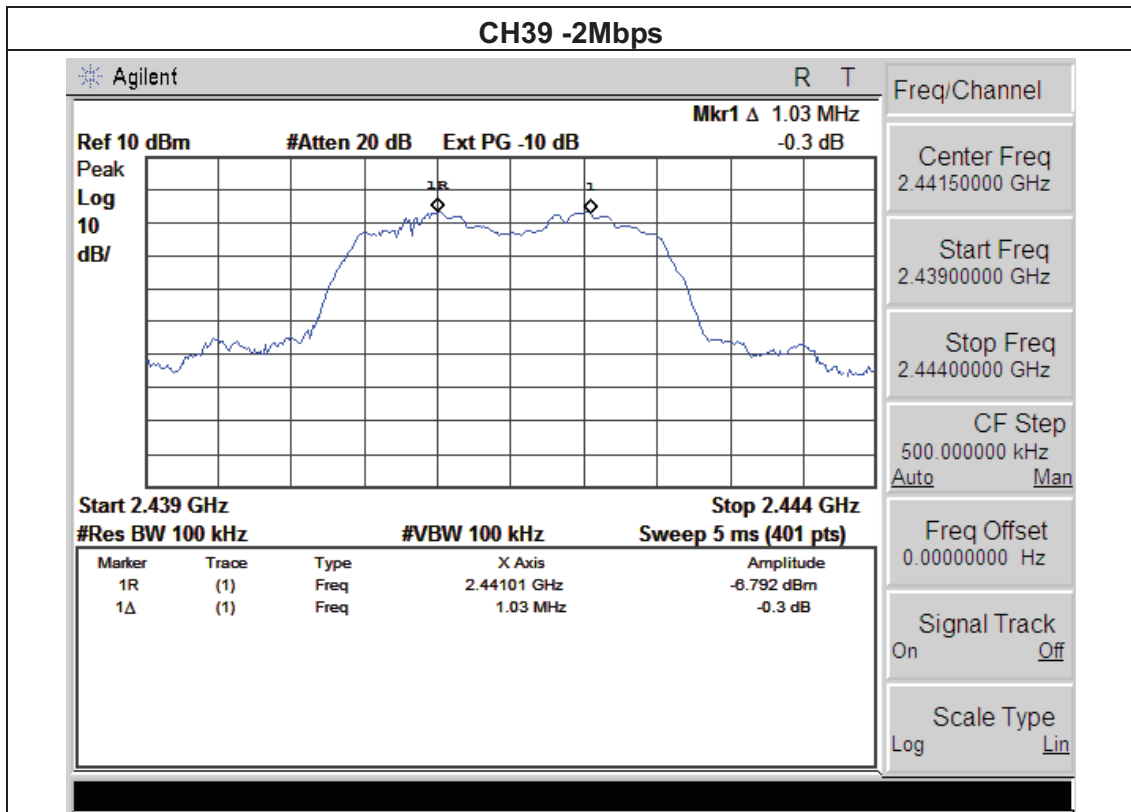 CH39 -2Mbps
Agilent R T
Mkr1 Δ 1.03 MHz
Ref 10 dBm #Atten 20 dB Ext PG -10 dB -0.3 dB
Peak
Log
10
dB/
1R
1
Start 2.439 GHz Stop 2.444 GHz
#Res BW 100 kHz #VBW 100 kHz Sweep 5 ms (401 pts)
Marker Trace Type X Axis Amplitude
1R (1) Freq 2.44101 GHz -6.792 dBm
1Δ (1) Freq 1.03 MHz -0.3 dB
Freq/Channel
Center Freq
2.44150000 GHz
Start Freq
2.43900000 GHz
Stop Freq
2.44400000 GHz
CF Step
500.000000 kHz
Auto Man
Freq Offset
0.00000000 Hz
Signal Track
On Off
Scale Type
Log Lin